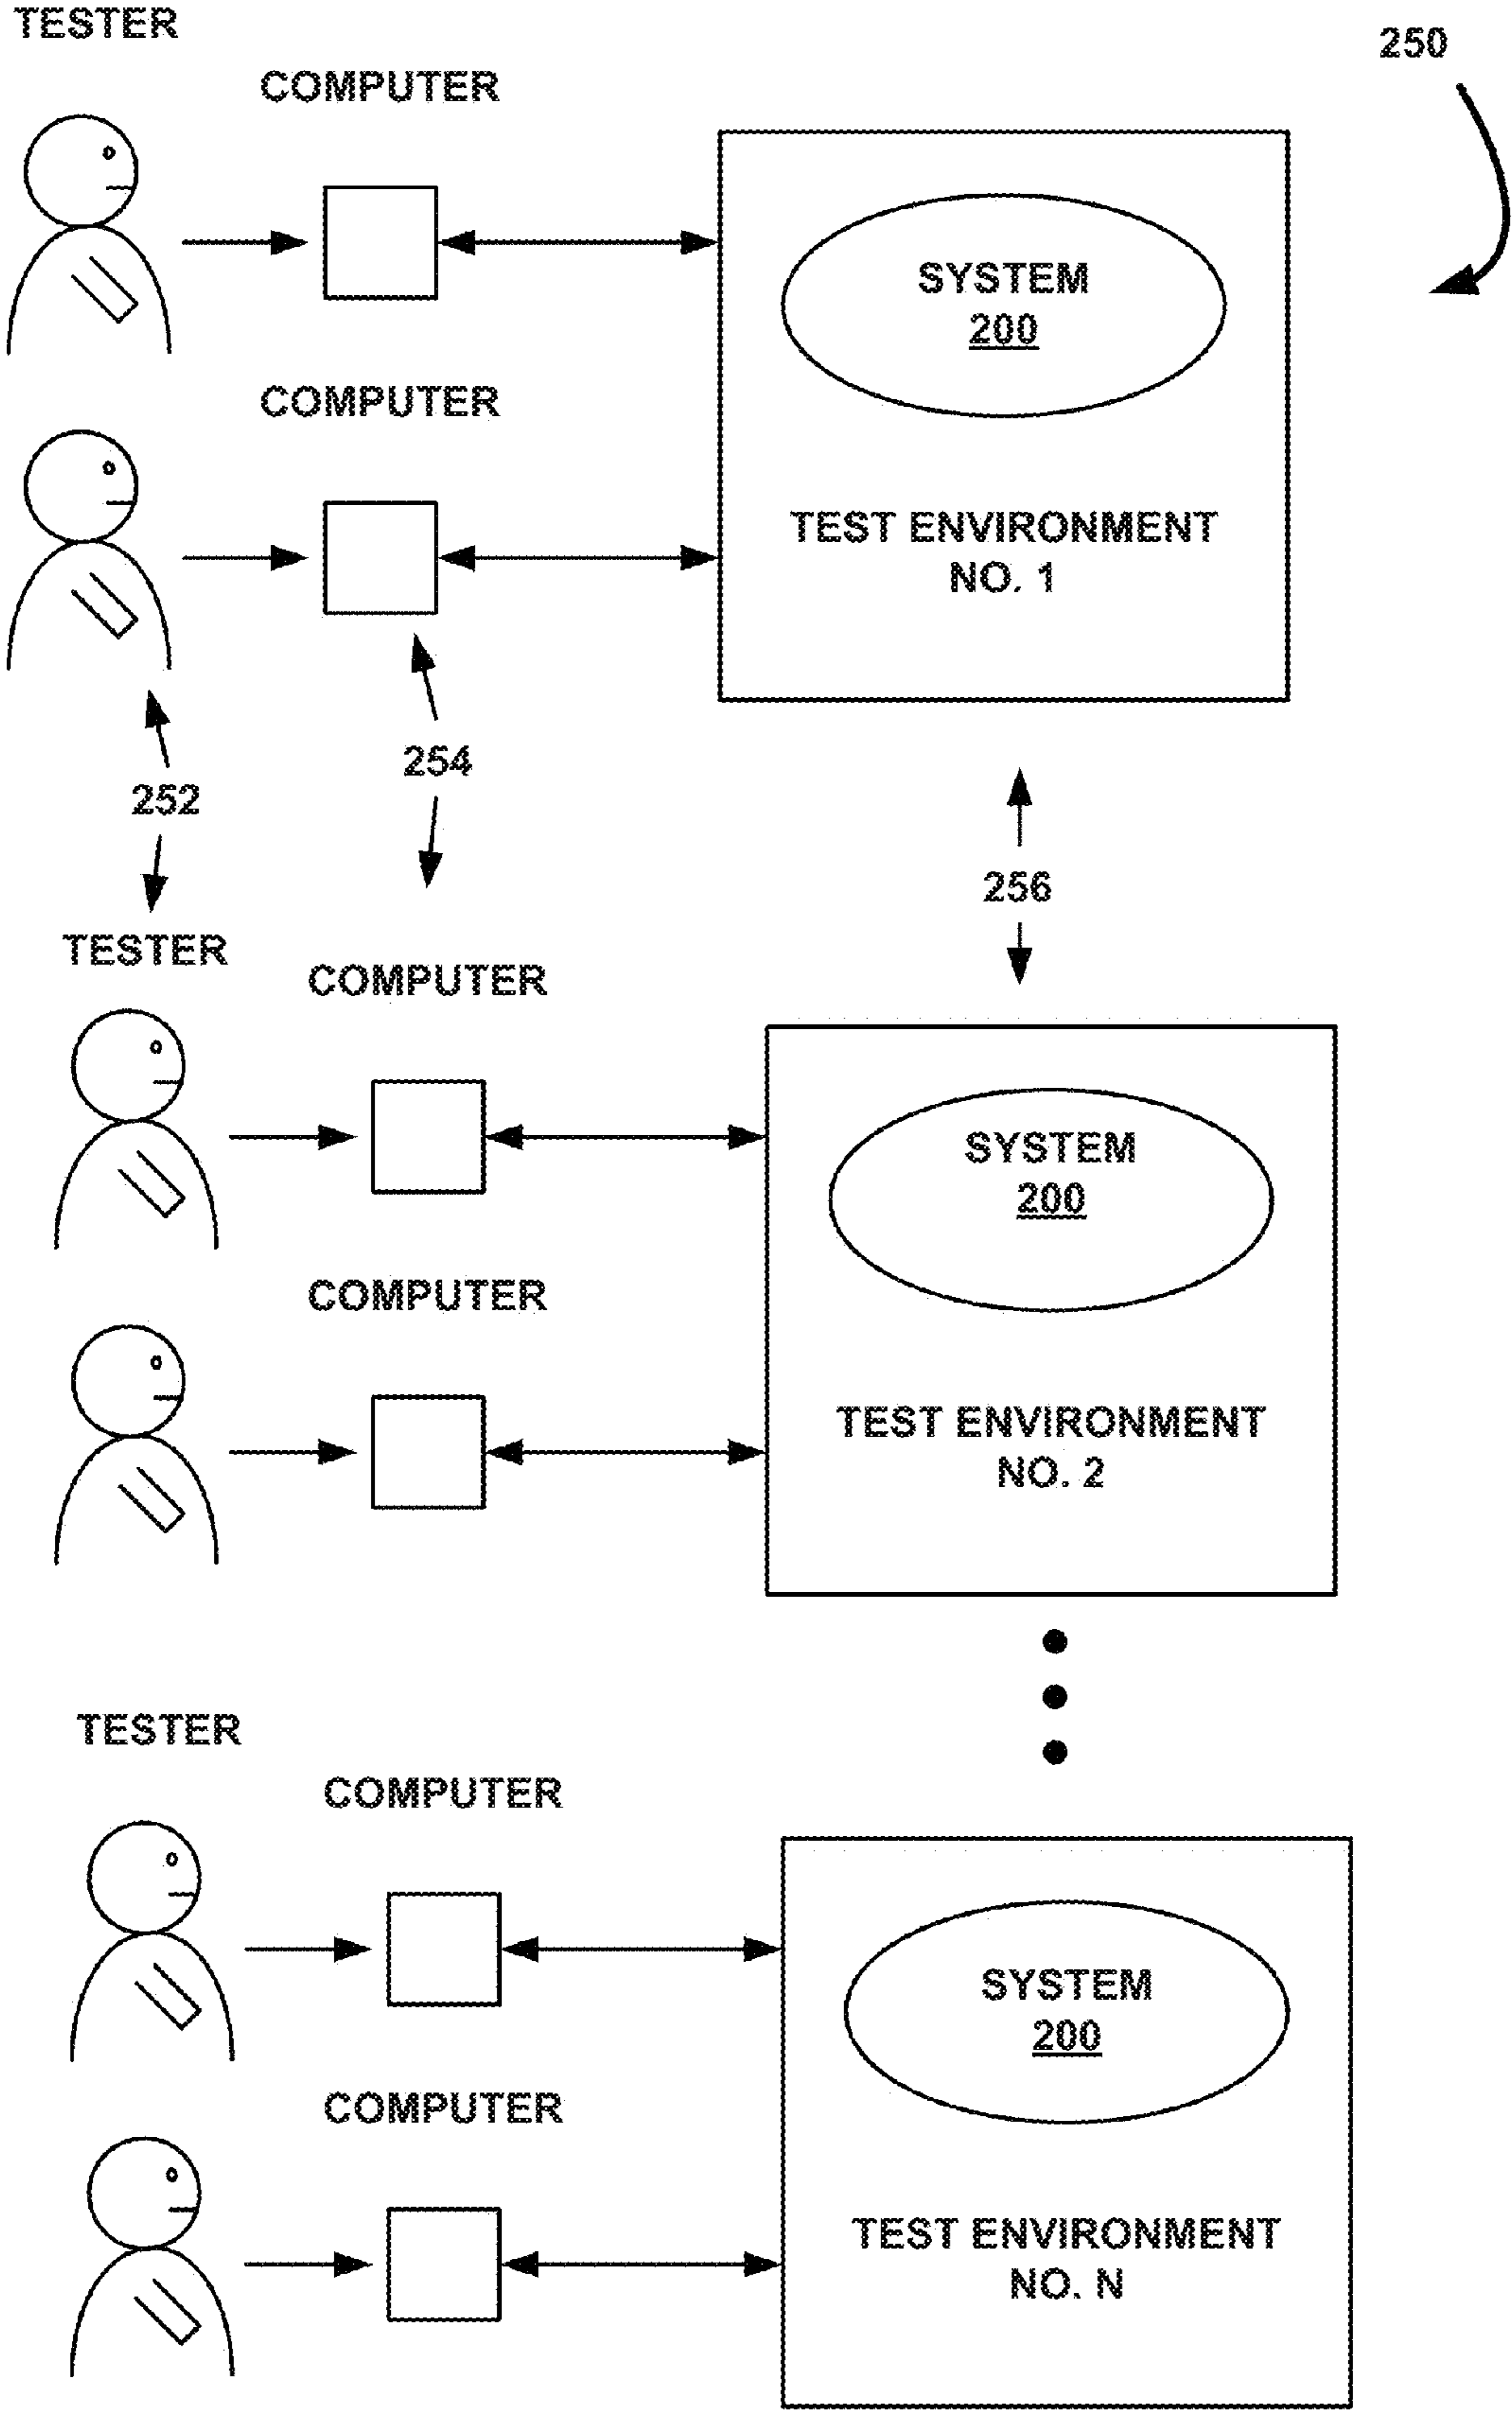 TESTER
250
COMPUTER
SYSTEM
200
COMPUTER
TEST ENVIRONMENT
NO. 1
254
252
256
TESTER
COMPUTER
SYSTEM
200
COMPUTER
TEST ENVIRONMENT
NO. 2
TESTER
COMPUTER
SYSTEM
200
COMPUTER
TEST ENVIRONMENT
NO. N